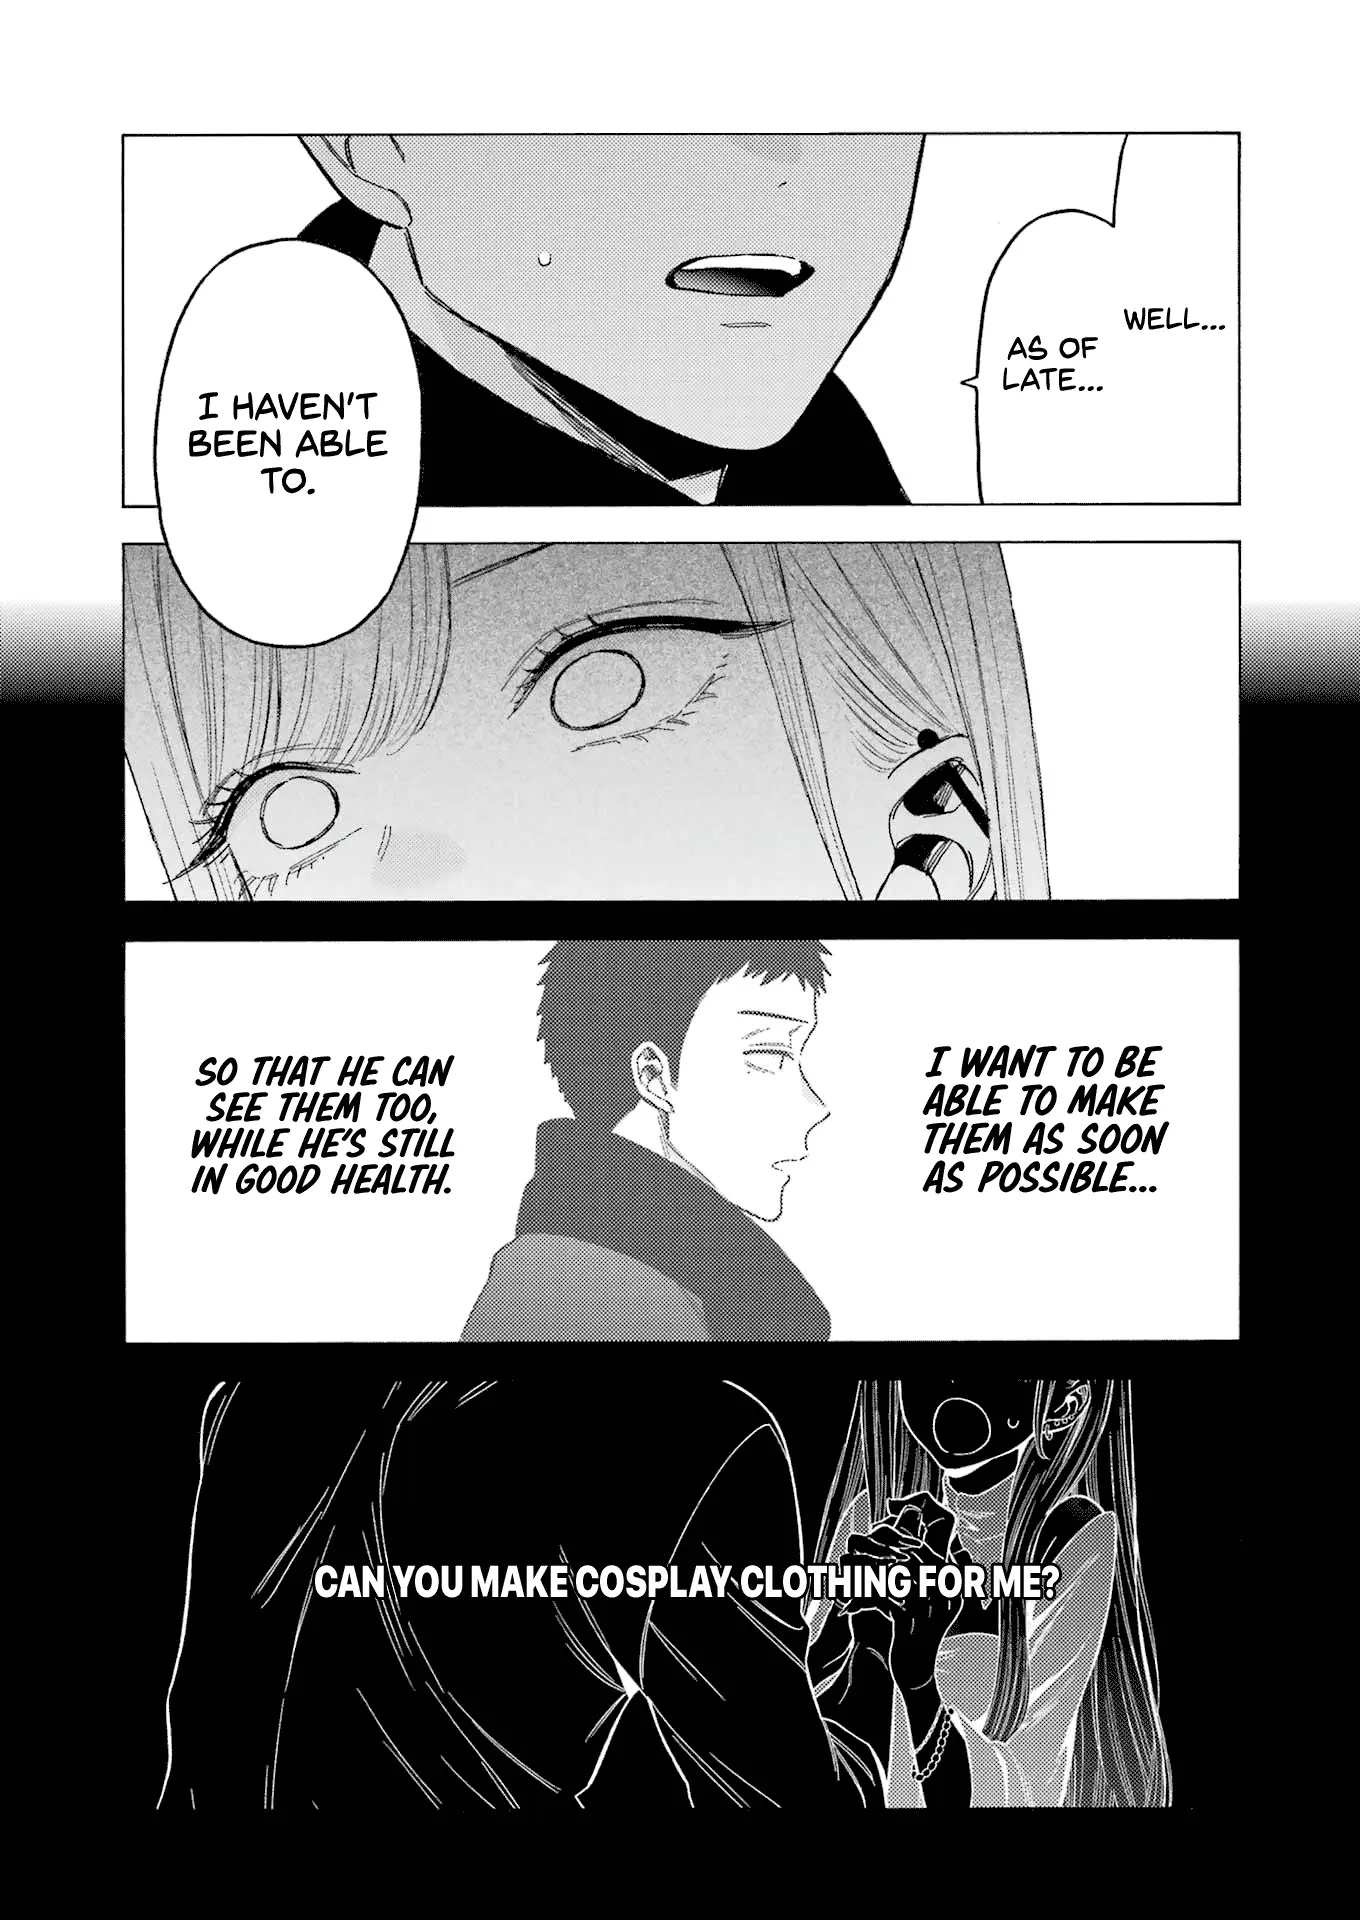 WELL...
AS OF
LATE...
I HAVEN'T
BEEN ABLE
TO.
I WANT TO BE
ABLE TO MAKE
THEM AS SOON
AS POSSIBLE...
SO THAT HE CAN
SEE THEM TOO,
WHILE HE'S STILL
IN GOOD HEALTH.
CAN YOU MAKE COSPLAY CLOTHING FOR ME?